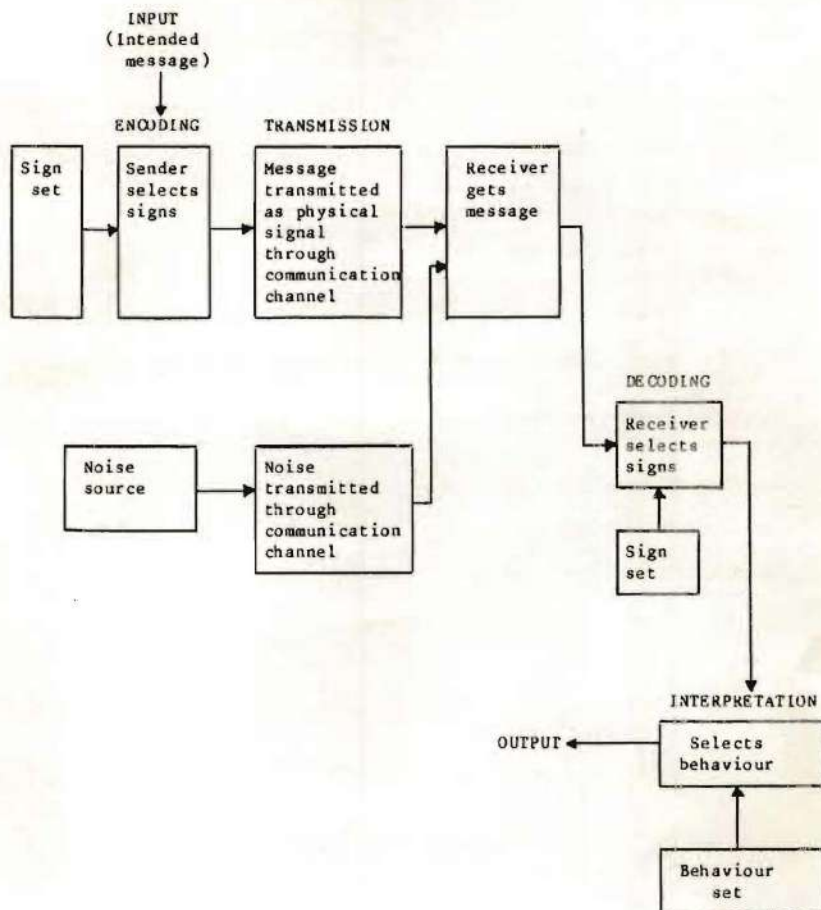 INPUT
(Intended
message)
ENCODING
TRANSMISSION
Sign
set
Sender
selects
signs
Message
transmitted
as physical
signal
through
communication
channel
Receiver
gets
message
DECODING
Receiver
selects
signs
Noise
source
Noise
transmitted
through
communication
channel
Sign
set
INTERPRETATION
OUTPUT
Selects
behaviour
Behaviour
set